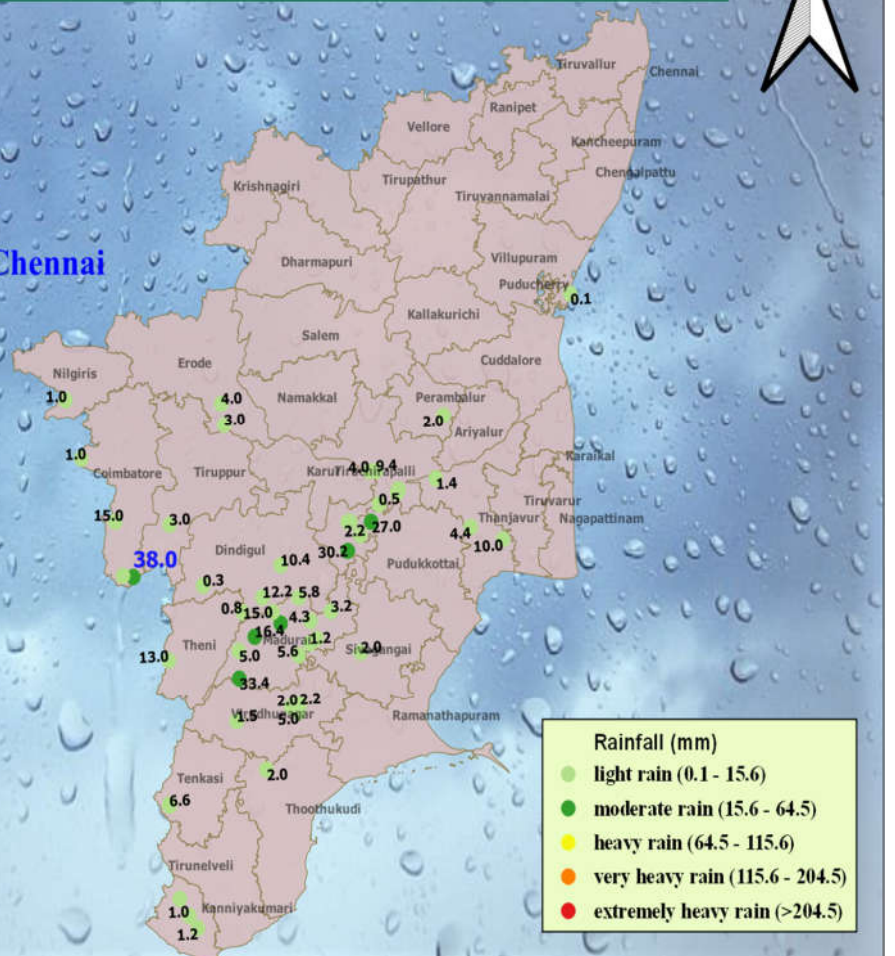 Tiruvallur
Chennai
Ranipet
Vellore
Kancheepuram
Chengalpattu
Tirupathur
Krishnagiri
Tiruvannamalai
Villupuram
Chennai
Dharmapuri
Puducherry
0.1
Kallakurichi
Salem
Cuddalore
Erode
Nilgiris
1.0
4.0
Namakkal
Perambalur
3.0
2.0
Ariyalur
1.0
Karaikal
Coimbatore
Tiruppur
Karur
Tiruchirapalli
4.0
9.4
1.4
0.5
Tiruvarur
15.0
3.0
27.0
Thanjavur
Nagapattinam
2.2
4.4
10.0
30.2
Dindigul
38.0
10.4
Pudukkottai
0.3
12.2
5.8
0.8
15.0
4.3
3.2
16.4
Madurai
1.2
Theni
2.0
Sivagangai
5.6
5.0
13.0
33.4
2.0
2.2
Virudhunagar
1.5
5.0
Ramanathapuram
2.0
Tenkasi
6.6
Thoothukudi
Tirunelveli
1.0
Kanniyakumari
1.2
Rainfall (mm)
light rain (0.1 - 15.6)
moderate rain (15.6 - 64.5)
heavy rain (64.5 - 115.6)
very heavy rain (115.6 - 204.5)
extremely heavy rain (>204.5)